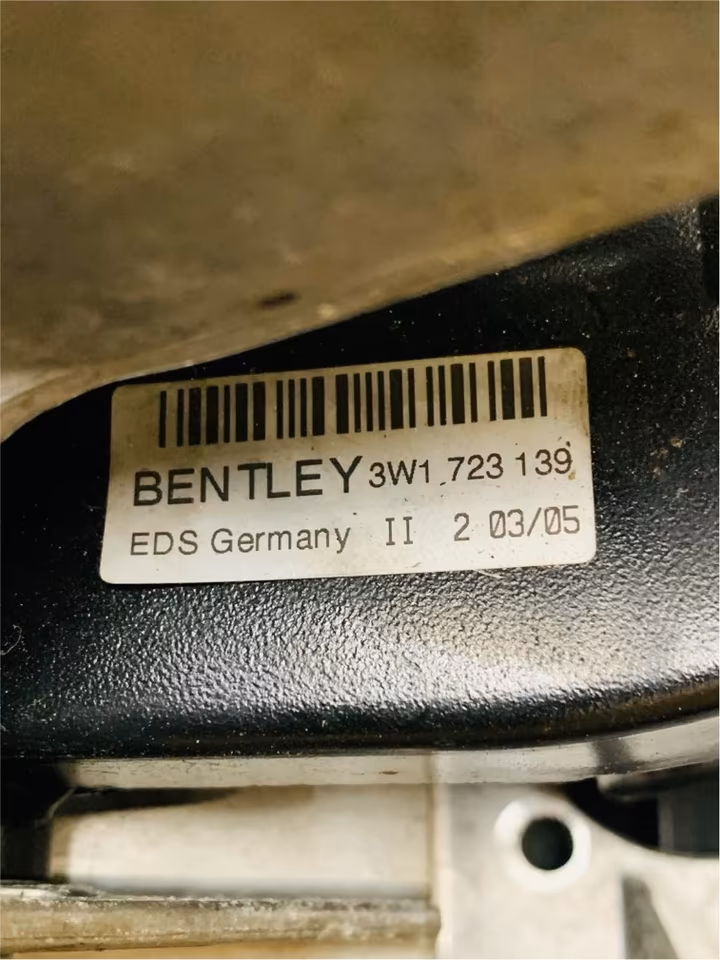 BENTLEY 3W1 723 139
EDS Germany II 2 03/05